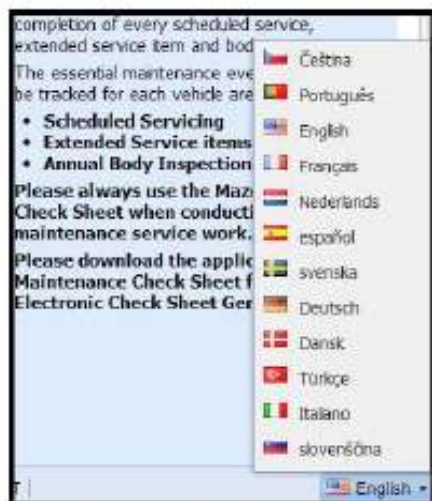 completion of every scheduled service,
extended service item and bod
The essential maintenance eve
be tracked for each vehicle are
• Scheduled Servicing
• Extended Service items
• Annual Body Inspection
Please always use the Maz
Check Sheet when conducti
maintenance service work.
Please download the applic
Maintenance Check Sheet f
Electronic Check Sheet Ger
Čeština
Português
English
Français
Nederlands
español
svenska
Deutsch
Dansk
Türkçe
Italiano
slovenščina
English